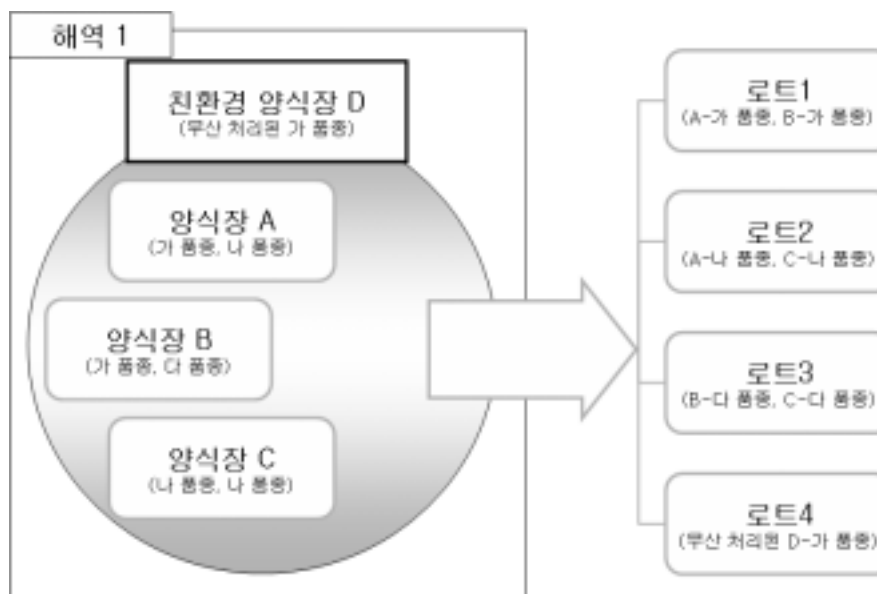 해역 1
친환경 양식장 D
(무산 처리된 가 품종)
양식장 A
(가 품종, 나 품종)
양식장 B
(가 품종, 다 품종)
양식장 C
(나 품종, 나 품종)
로트1
(A-가 품종, B-가 품종)
로트2
(A-나 품종, C-나 품종)
로트3
(B-다 품종, C-다 품종)
로트4
(무산 처리된 D-가 품종)